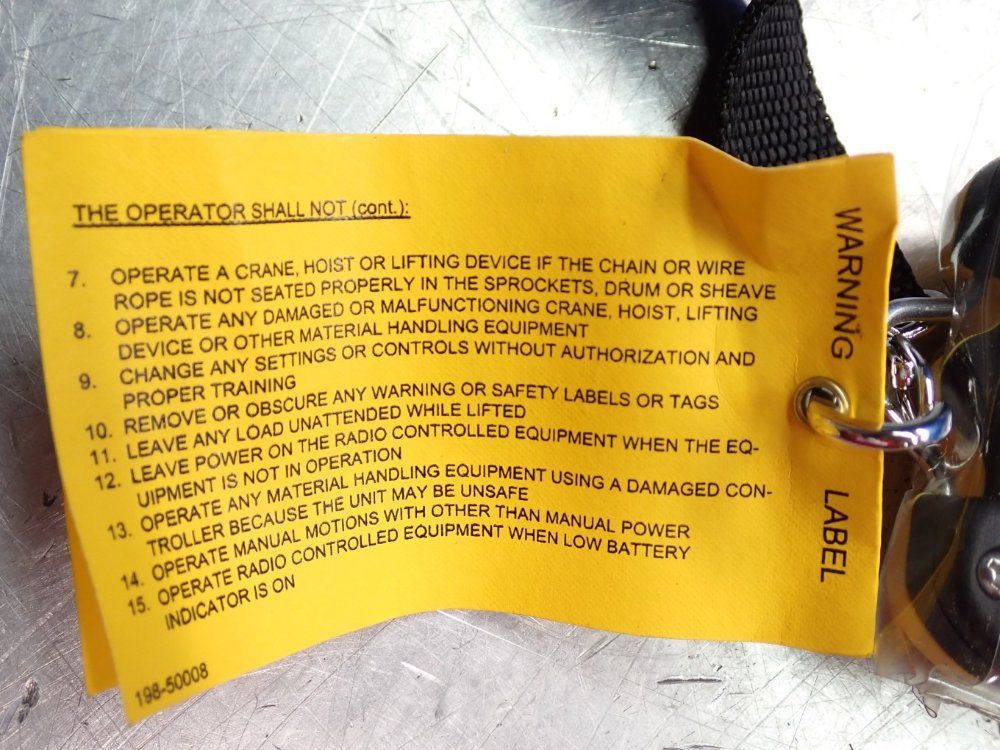 THE OPERATOR SHALL NOT (cont.):
7. OPERATE A CRANE, HOIST OR LIFTING DEVICE IF THE CHAIN OR WIRE
ROPE IS NOT SEATED PROPERLY IN THE SPROCKETS, DRUM OR SHEAVE
8. OPERATE ANY DAMAGED OR MALFUNCTIONING CRANE, HOIST, LIFTING
DEVICE OR OTHER MATERIAL HANDLING EQUIPMENT
9. CHANGE ANY SETTINGS OR CONTROLS WITHOUT AUTHORIZATION AND
PROPER TRAINING
10. REMOVE OR OBSCURE ANY WARNING OR SAFETY LABELS OR TAGS
11. LEAVE ANY LOAD UNATTENDED WHILE LIFTED
12. LEAVE POWER ON THE RADIO CONTROLLED EQUIPMENT WHEN THE EQ-
UIPMENT IS NOT IN OPERATION
13. OPERATE ANY MATERIAL HANDLING EQUIPMENT USING A DAMAGED CON-
TROLLER BECAUSE THE UNIT MAY BE UNSAFE
14. OPERATE MANUAL MOTIONS WITH OTHER THAN MANUAL POWER
15. OPERATE RADIO CONTROLLED EQUIPMENT WHEN LOW BATTERY
INDICATOR IS ON
198-50008
WARNING LABEL